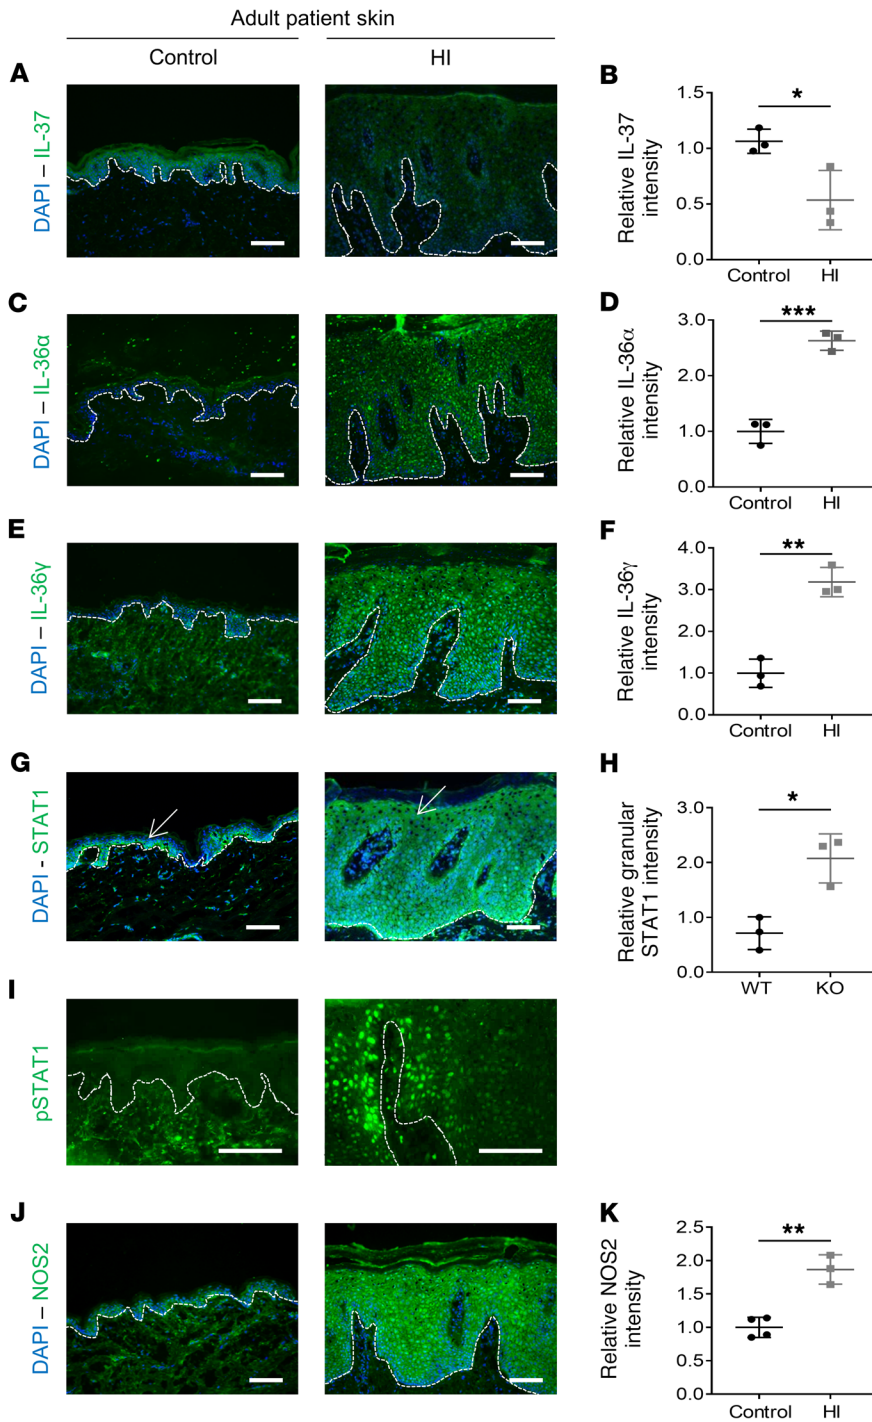 Adult patient skin
Control
HI
A
DAPI – IL-37
B
Relative IL-37
intensity
1.5
1.0
0.5
0.0
*
Control
HI
C
DAPI – IL-36α
D
Relative IL-36α
intensity
3.0
2.0
1.0
0.0
***
Control
HI
E
DAPI – IL-36γ
F
Relative IL-36γ
intensity
4.0
3.0
2.0
1.0
0.0
**
Control
HI
G
DAPI - STAT1
H
Relative granular
STAT1 intensity
3.0
2.0
1.0
0.0
*
WT
KO
I
pSTAT1
J
DAPI – NOS2
K
Relative NOS2
intensity
2.5
2.0
1.5
1.0
0.5
0.0
**
Control
HI